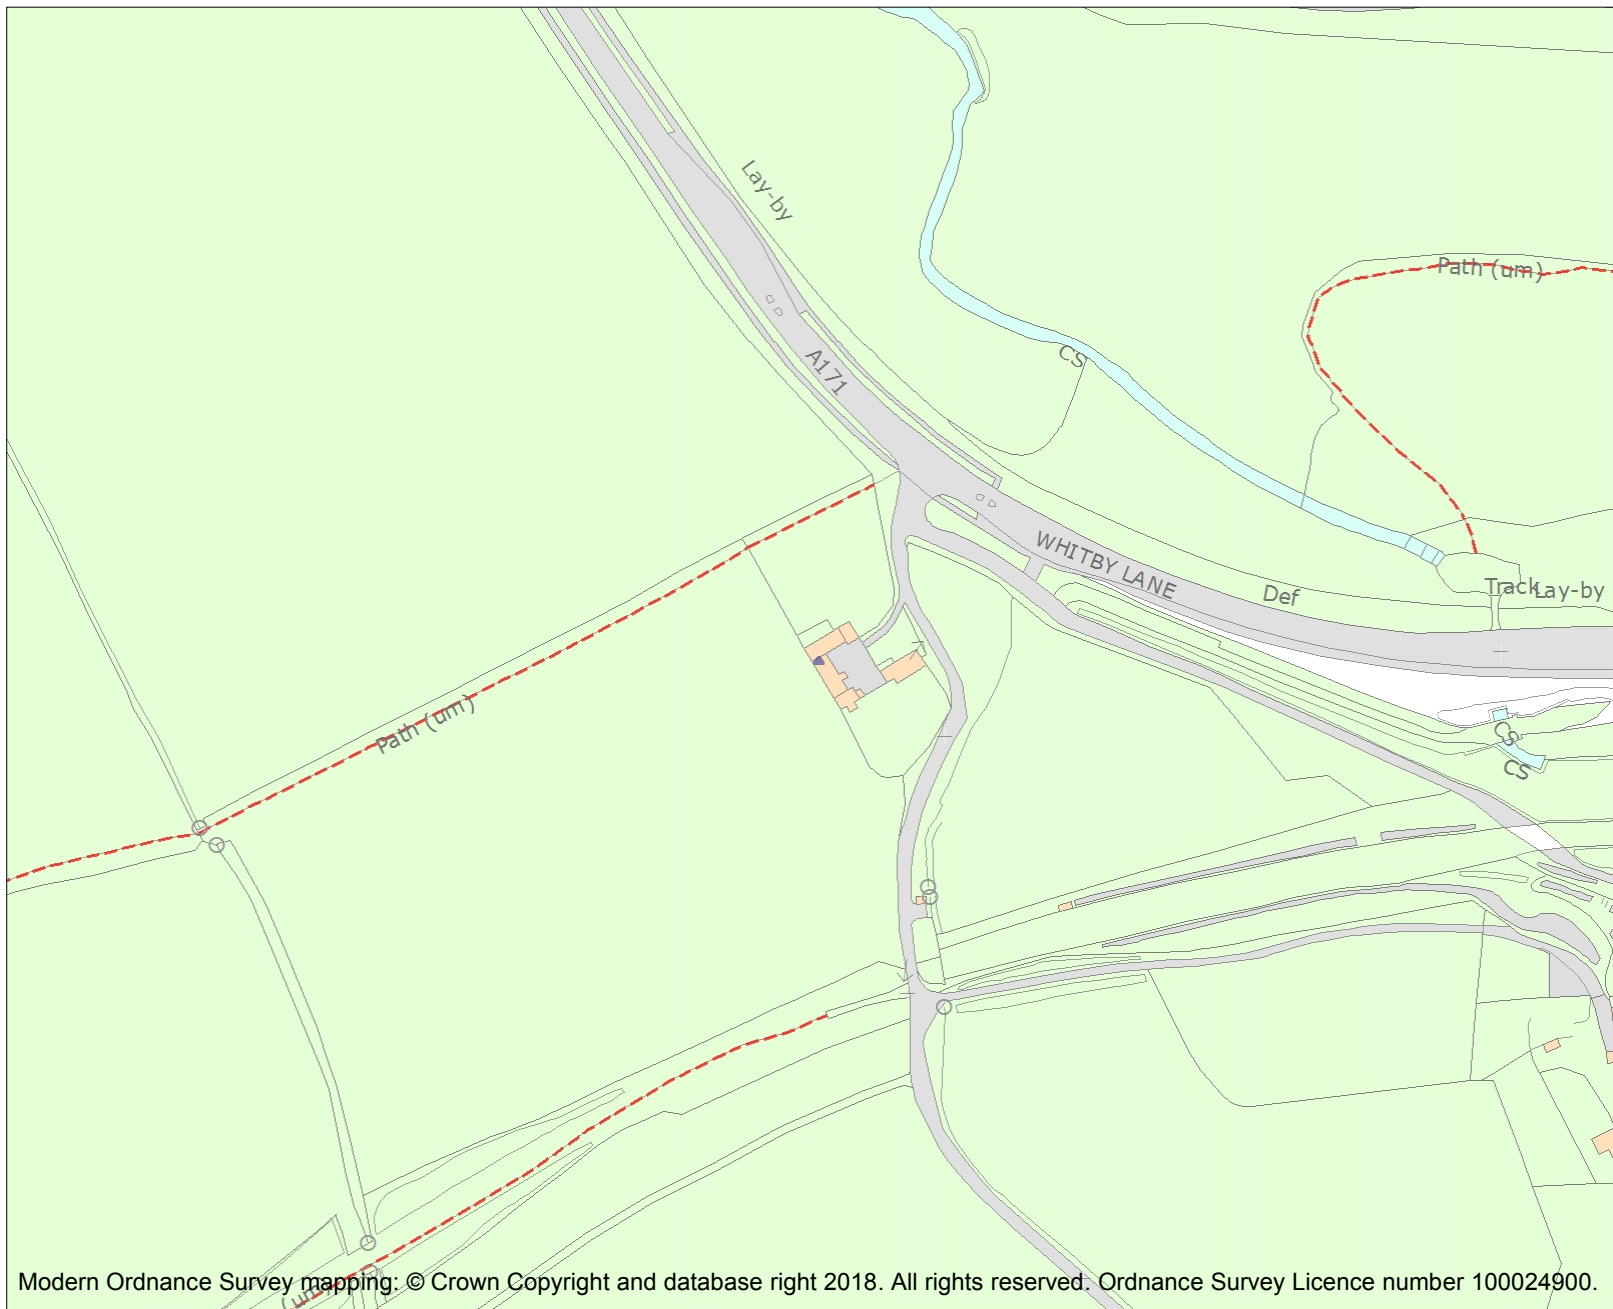 Lay-by
Path (um)
CS
A171
WHITBY LANE
Def
Track
Lay-by
Path (um)
CS
CS
(um)
Modern Ordnance Survey mapping: © Crown Copyright and database right 2018. All rights reserved. Ordnance Survey Licence number 100024900.